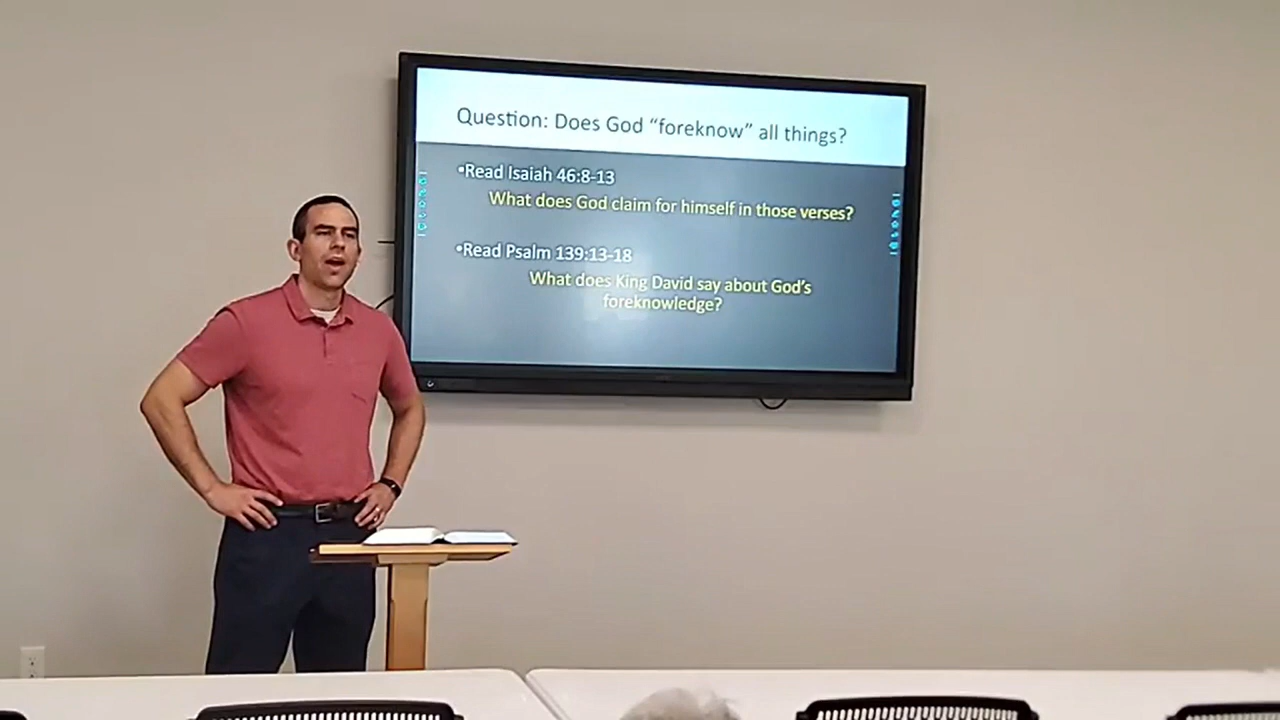 Question: Does God “foreknow” all things?
•Read Isaiah 46:8-13
What does God claim for himself in those verses?
•Read Psalm 139:13-18
What does King David say about God’s
foreknowledge?